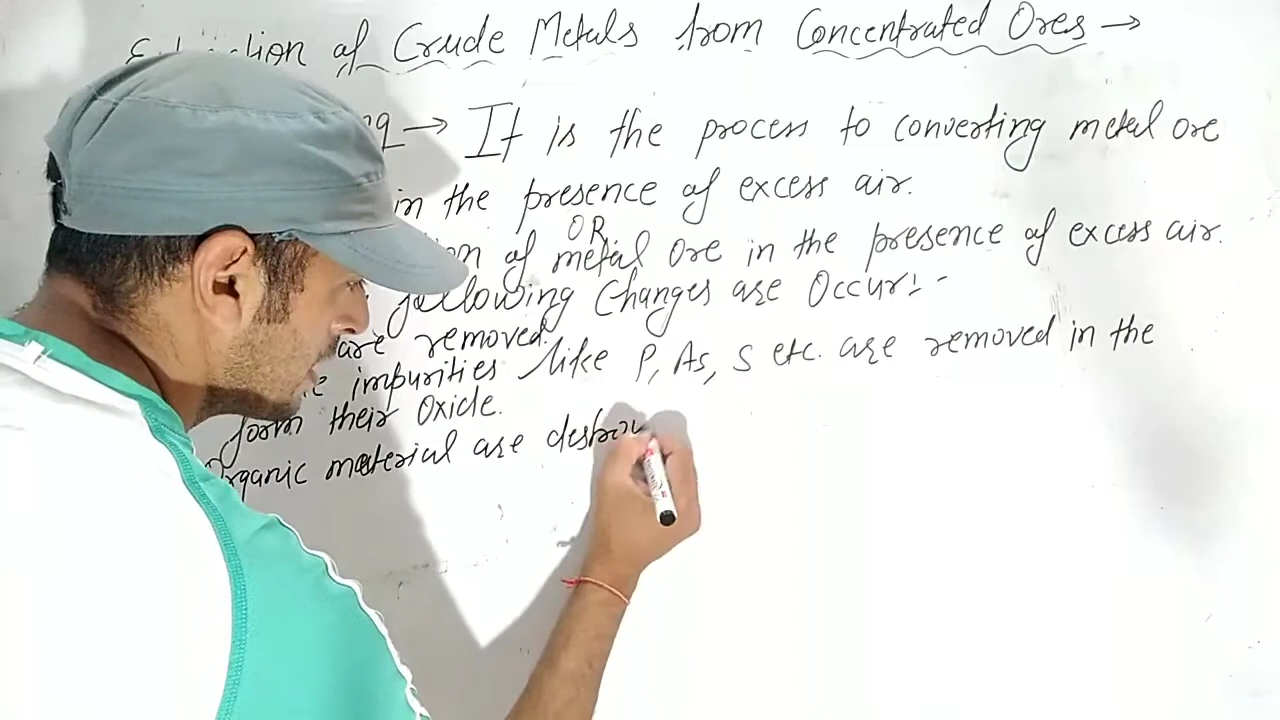 of Crude Metals from Concentrated Ores →
→ It is the process to converting metal ore
in the presence of excess air.
OR
of metal Ore in the presence of excess air.
following Changes are Occur:-
are removed.
impurities like P, As, S etc. are removed in the
form their Oxide.
Organic material are destroy